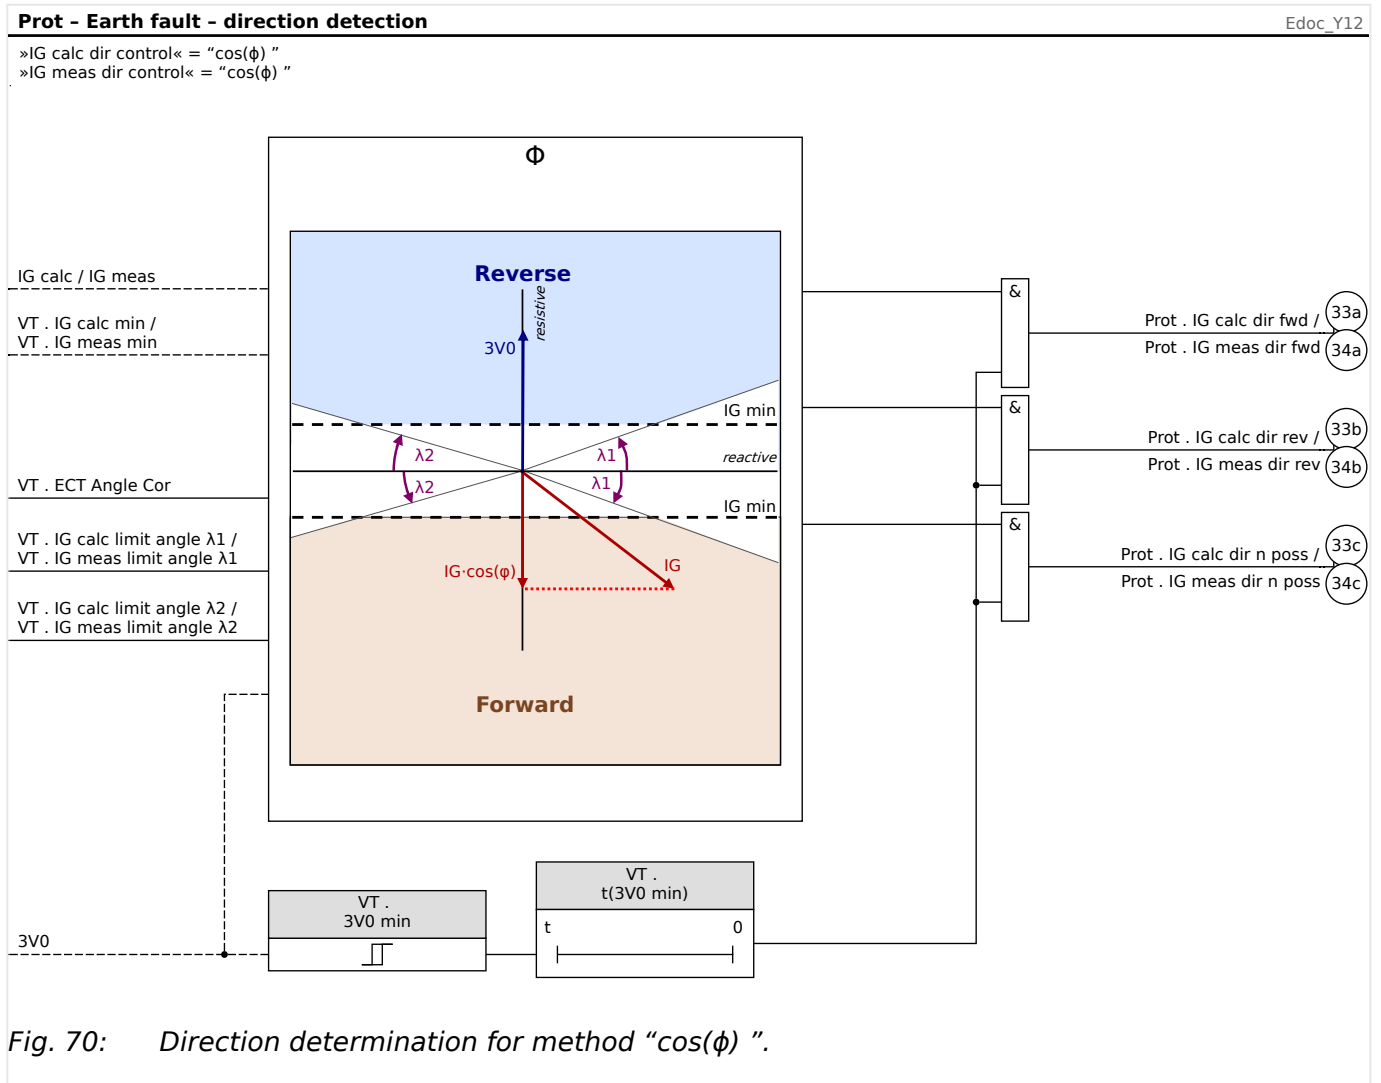 Prot – Earth fault – direction detection
Edoc_Y12
»IG calc dir control« = “cos(ϕ) ”
»IG meas dir control« = “cos(ϕ) ”
Φ
IG calc / IG meas
VT . IG calc min /
VT . IG meas min
VT . ECT Angle Cor
VT . IG calc limit angle λ1 /
VT . IG meas limit angle λ1
VT . IG calc limit angle λ2 /
VT . IG meas limit angle λ2
3V0
Reverse
resistive
3V0
IG min
λ2
λ1
reactive
λ2
λ1
IG min
IG·cos(φ)
IG
Forward
&
Prot . IG calc dir fwd /
33a
Prot . IG meas dir fwd
34a
&
Prot . IG calc dir rev /
33b
Prot . IG meas dir rev
34b
&
Prot . IG calc dir n poss /
33c
Prot . IG meas dir n poss
34c
VT .
3V0 min
VT .
t(3V0 min)
t
0
Fig. 70: Direction determination for method “cos(ϕ) ”.